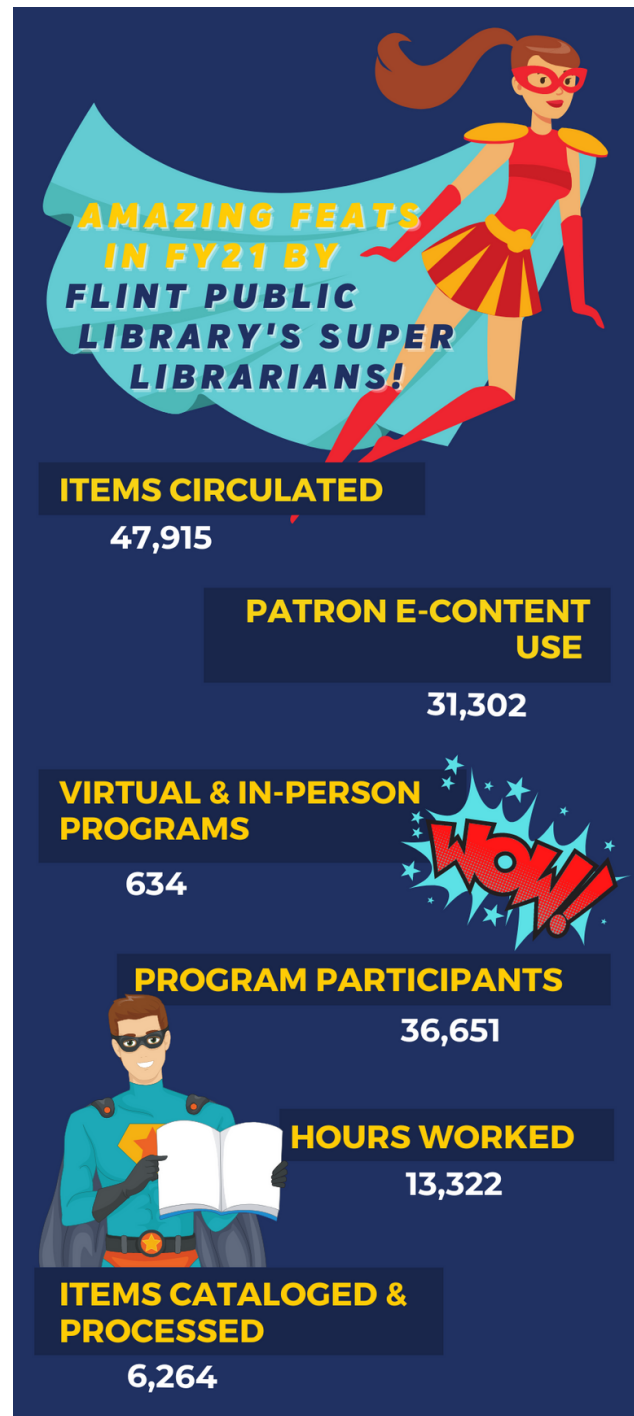 AMAZING FEATS
IN FY21 BY
FLINT PUBLIC
LIBRARY'S SUPER
LIBRARIANS!
ITEMS CIRCULATED
47,915
PATRON E-CONTENT
USE
31,302
VIRTUAL & IN-PERSON
PROGRAMS
634
WOW!!
PROGRAM PARTICIPANTS
36,651
HOURS WORKED
13,322
ITEMS CATALOGED &
PROCESSED
6,264